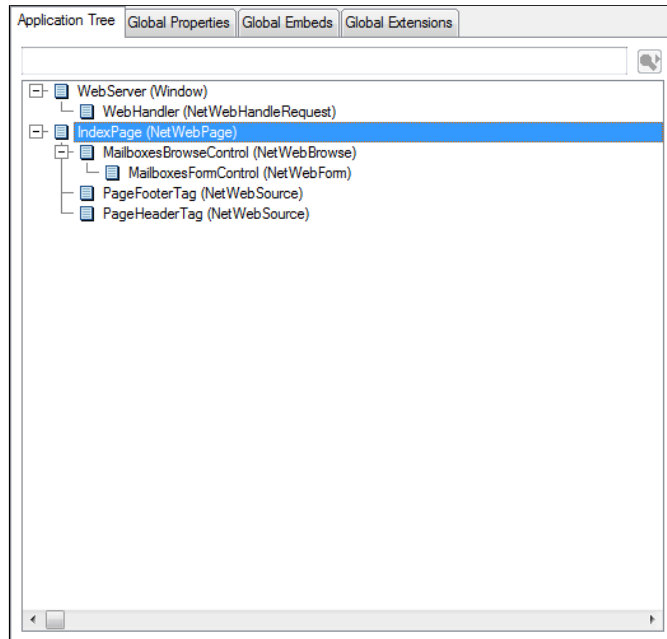 Application Tree Global Properties Global Embeds Global Extensions
WebServer (Window)
WebHandler (NetWebHandleRequest)
IndexPage (NetWebPage)
MailboxesBrowseControl (NetWebBrowse)
MailboxesFormControl (NetWebForm)
PageFooterTag (NetWebSource)
PageHeaderTag (NetWebSource)